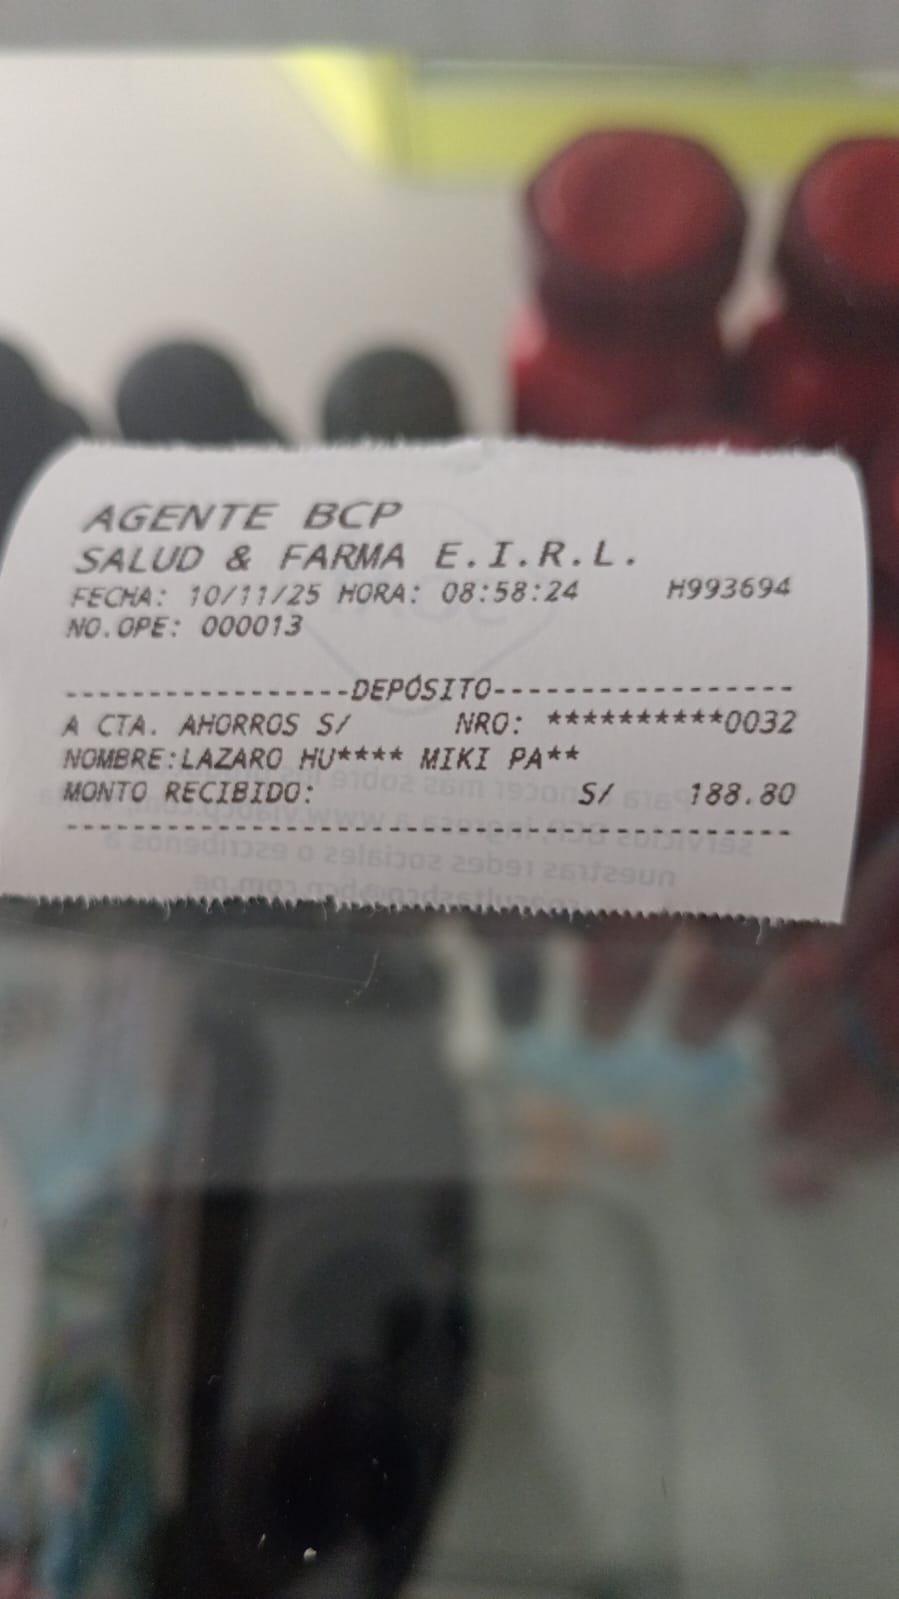 AGENTE BCP
SALUD & FARMA E.I.R.L.
FECHA: 10/11/25 HORA: 08:58:24 H993694
NO.OPE: 000013
-----------------DEPÓSITO------------------
A CTA. AHORROS S/ NRO: **********0032
NOMBRE:LAZARO HU**** MIKI PA**
MONTO RECIBIDO: S/ 188.80
-------------------------------------------